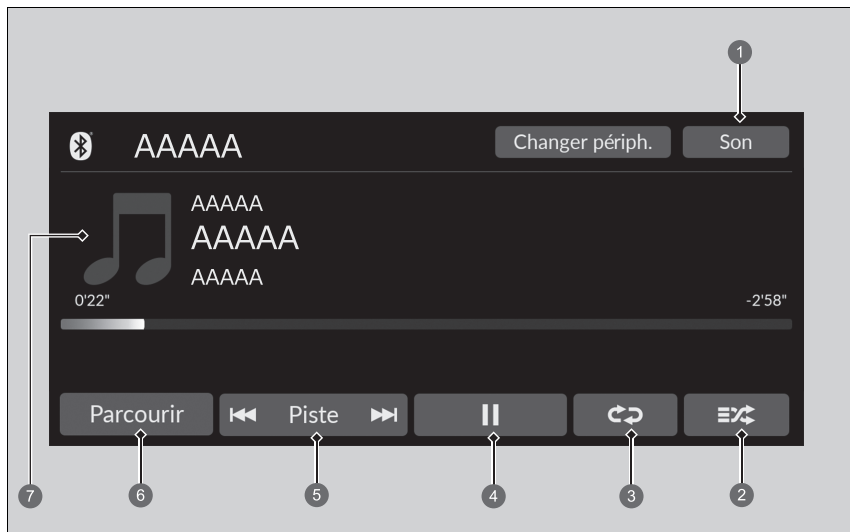 1
AAAAA
Changer périph.
Son
AAAAA
AAAAA
7
AAAAA
0'22"
-2'58"
Parcourir
Piste
6
5
4
3
2